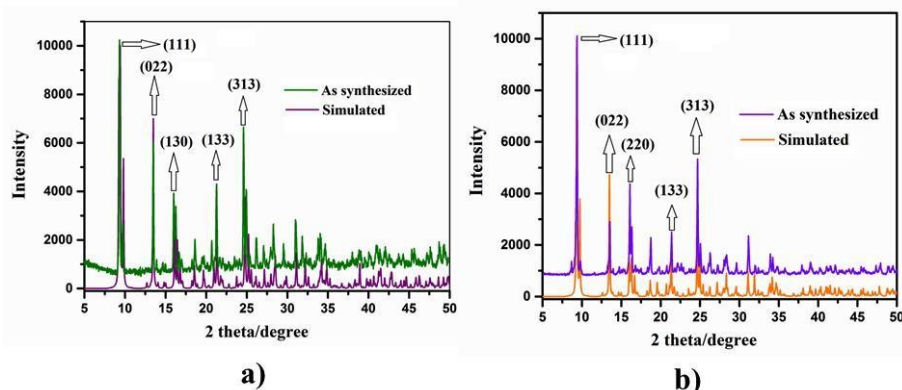 10000
8000
6000
4000
2000
0
Intensity
(111)
(022)
(130)
(133)
(313)
As synthesized
Simulated
5 10 15 20 25 30 35 40 45 50
2 theta/degree
a)
10000
8000
6000
4000
2000
0
Intensity
(111)
(022)
(220)
(133)
(313)
As synthesized
Simulated
5 10 15 20 25 30 35 40 45 50
2 theta/degree
b)